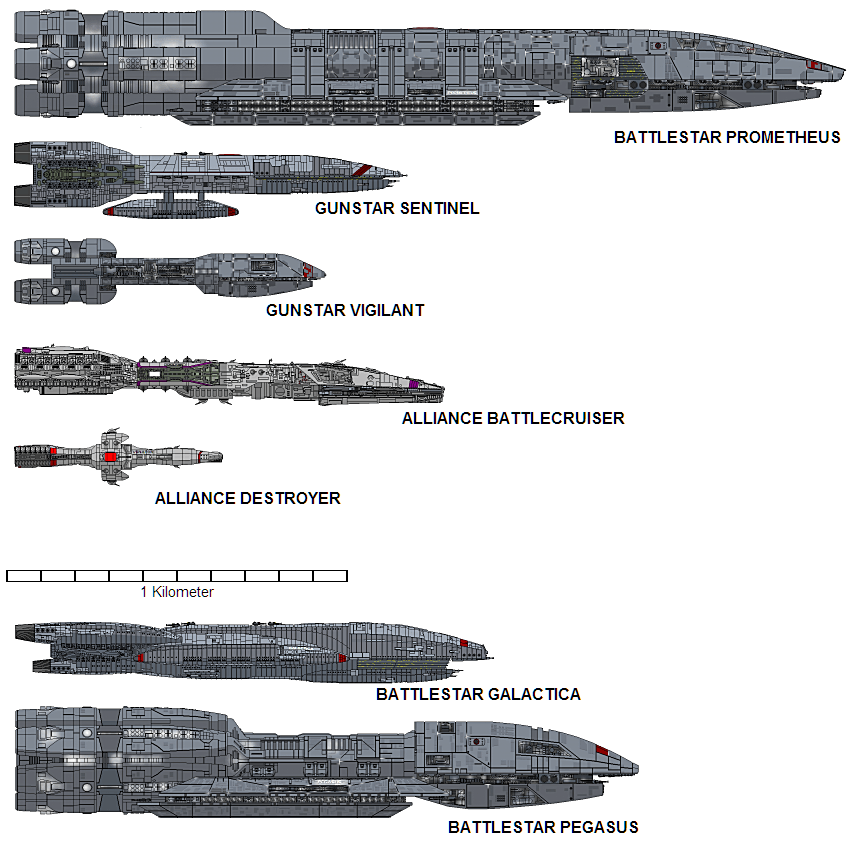 BATTLESTAR PROMETHEUS
GUNSTAR SENTINEL
GUNSTAR VIGILANT
ALLIANCE BATTLECRUISER
ALLIANCE DESTROYER
1 Kilometer
BATTLESTAR GALACTICA
BATTLESTAR PEGASUS